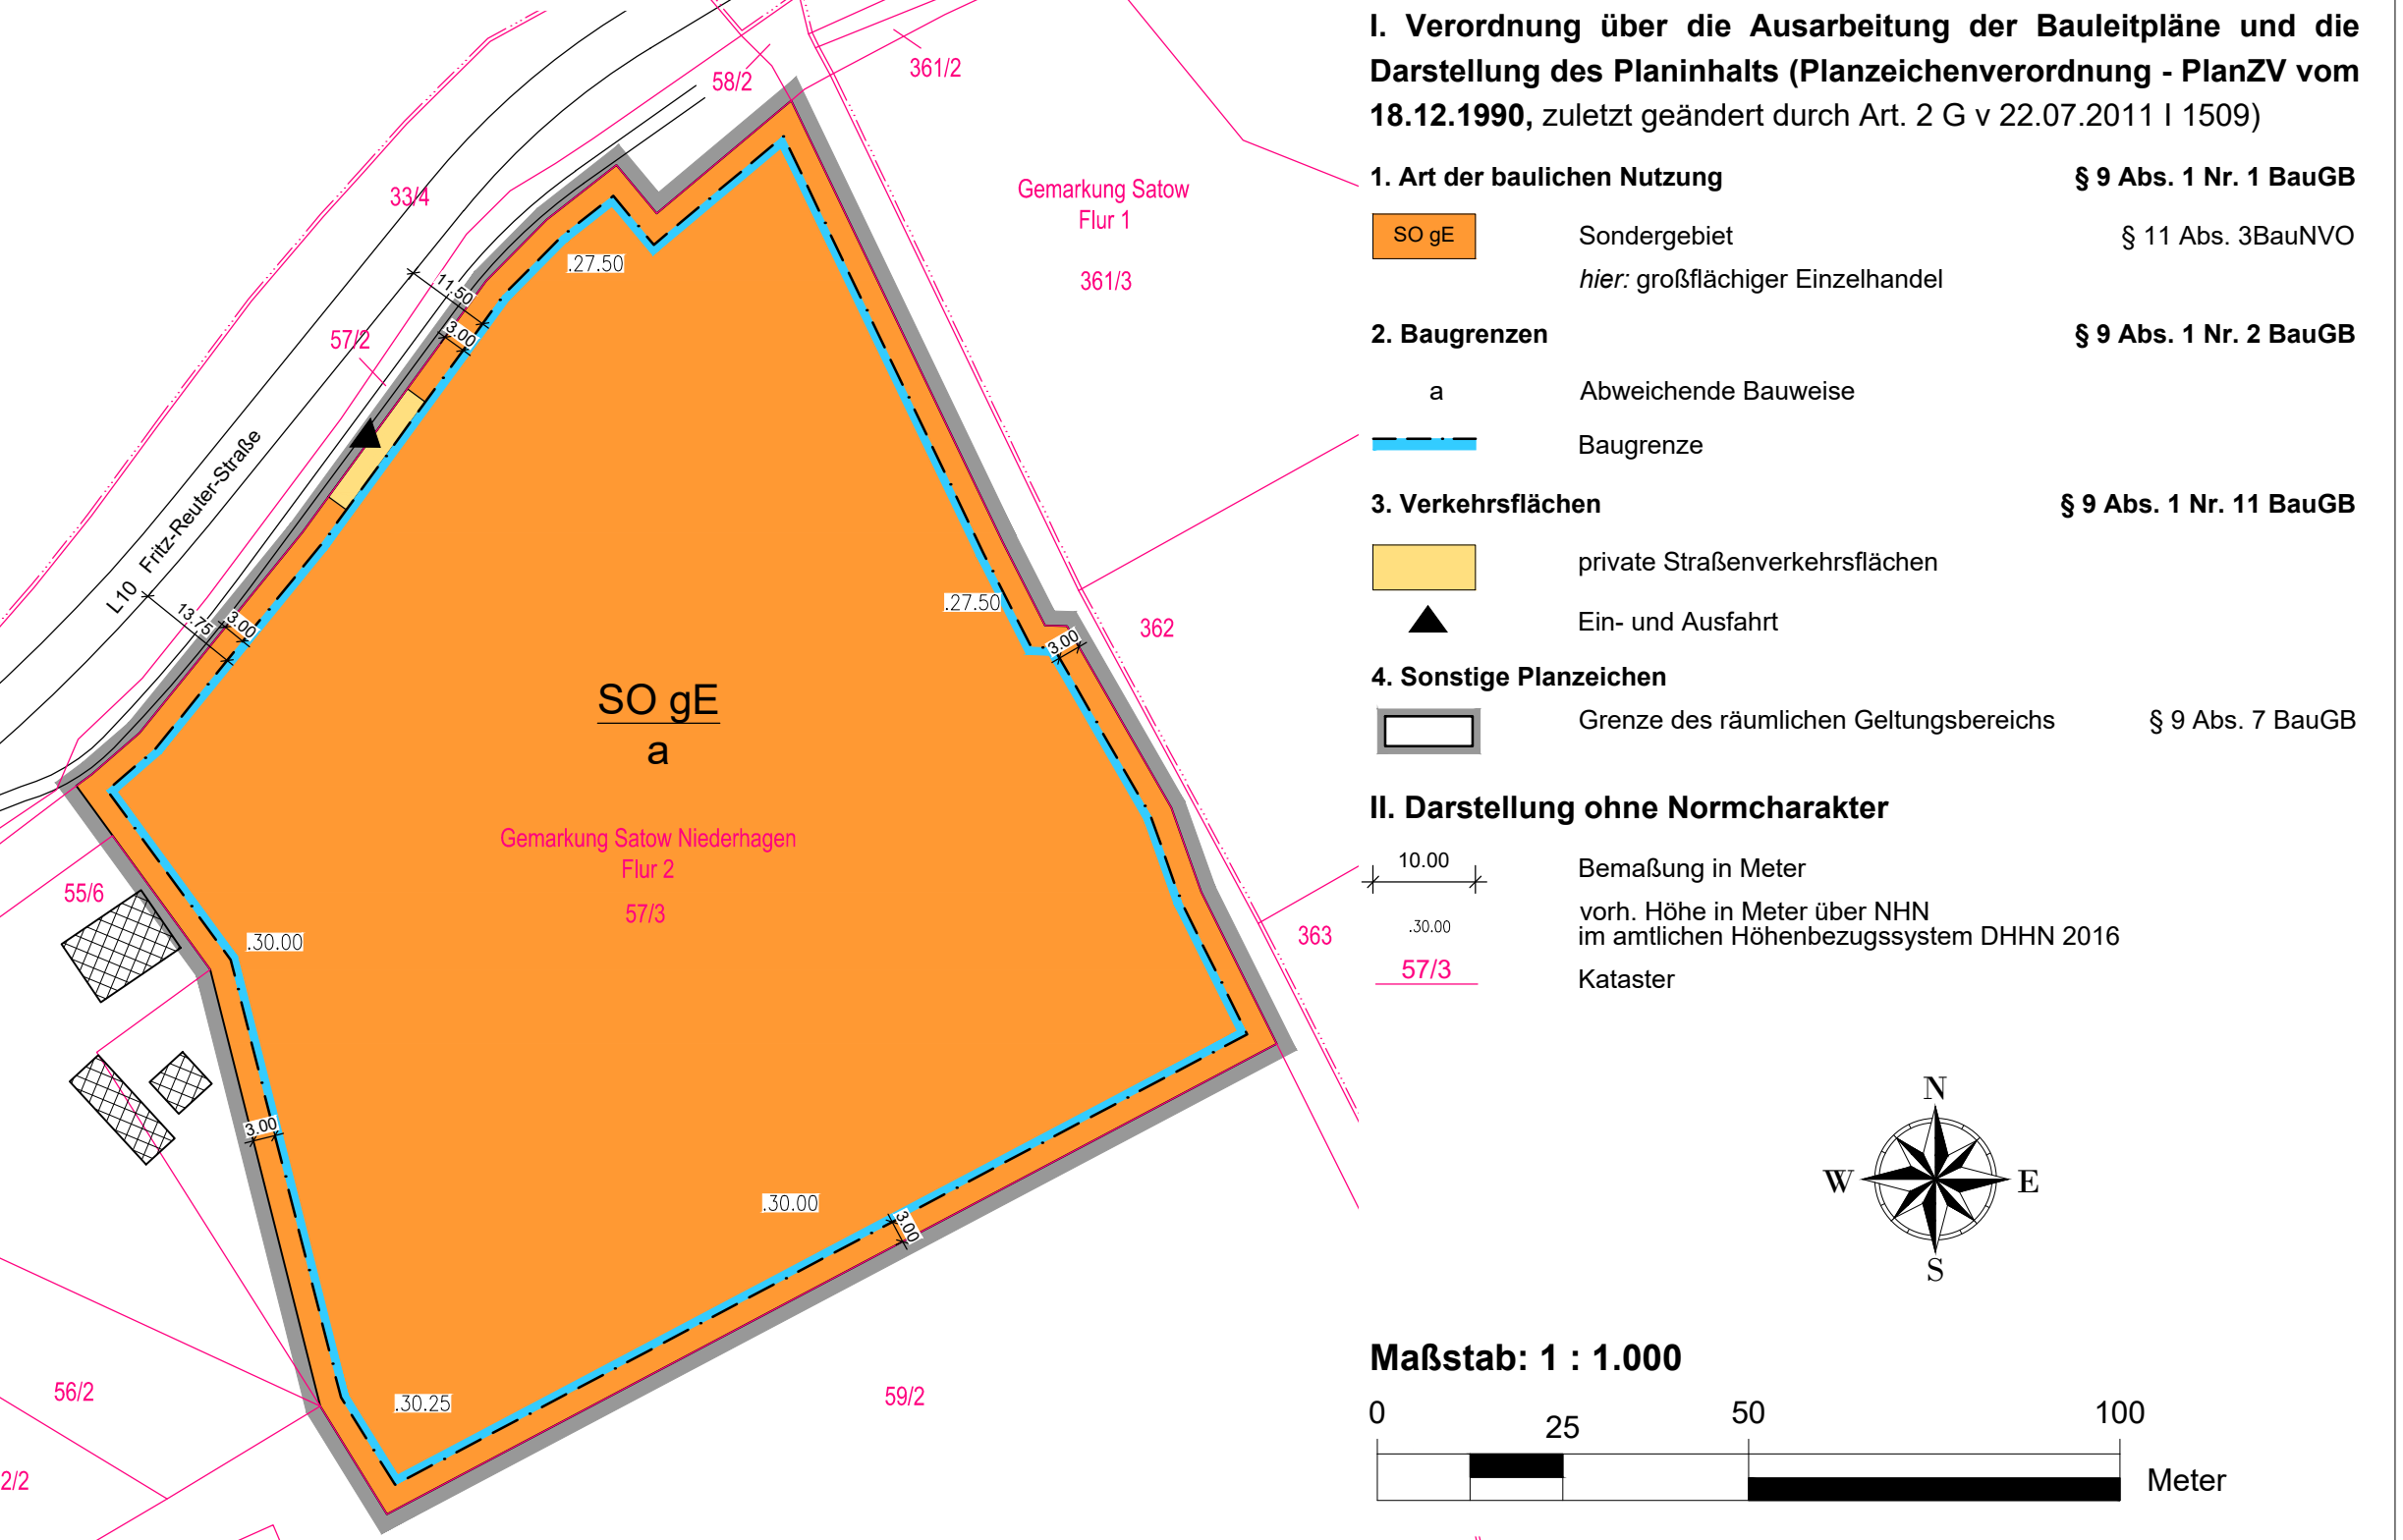 58/2
361/2
33/4
Gemarkung Satow
Flur 1
361/3
.27.50
11.50
3.00
57/2
L10 Fritz-Reuter-Straße
13.75
3.00
.27.50
3.00
362
SO gE
a
Gemarkung Satow Niederhagen
Flur 2
57/3
55/6
.30.00
363
3.00
.30.00
3.00
56/2
.30.25
59/2
2/2
I. Verordnung über die Ausarbeitung der Bauleitpläne und die
Darstellung des Planinhalts (Planzeichenverordnung - PlanZV vom
18.12.1990, zuletzt geändert durch Art. 2 G v 22.07.2011 I 1509)
1. Art der baulichen Nutzung § 9 Abs. 1 Nr. 1 BauGB
SO gE Sondergebiet § 11 Abs. 3BauNVO
hier: großflächiger Einzelhandel
2. Baugrenzen § 9 Abs. 1 Nr. 2 BauGB
a Abweichende Bauweise
Baugrenze
3. Verkehrsflächen § 9 Abs. 1 Nr. 11 BauGB
private Straßenverkehrsflächen
Ein- und Ausfahrt
4. Sonstige Planzeichen
Grenze des räumlichen Geltungsbereichs § 9 Abs. 7 BauGB
II. Darstellung ohne Normcharakter
10.00 Bemaßung in Meter
vorh. Höhe in Meter über NHN
.30.00 im amtlichen Höhenbezugssystem DHHN 2016
57/3 Kataster
N
W E
S
Maßstab: 1 : 1.000
0 25 50 100
Meter